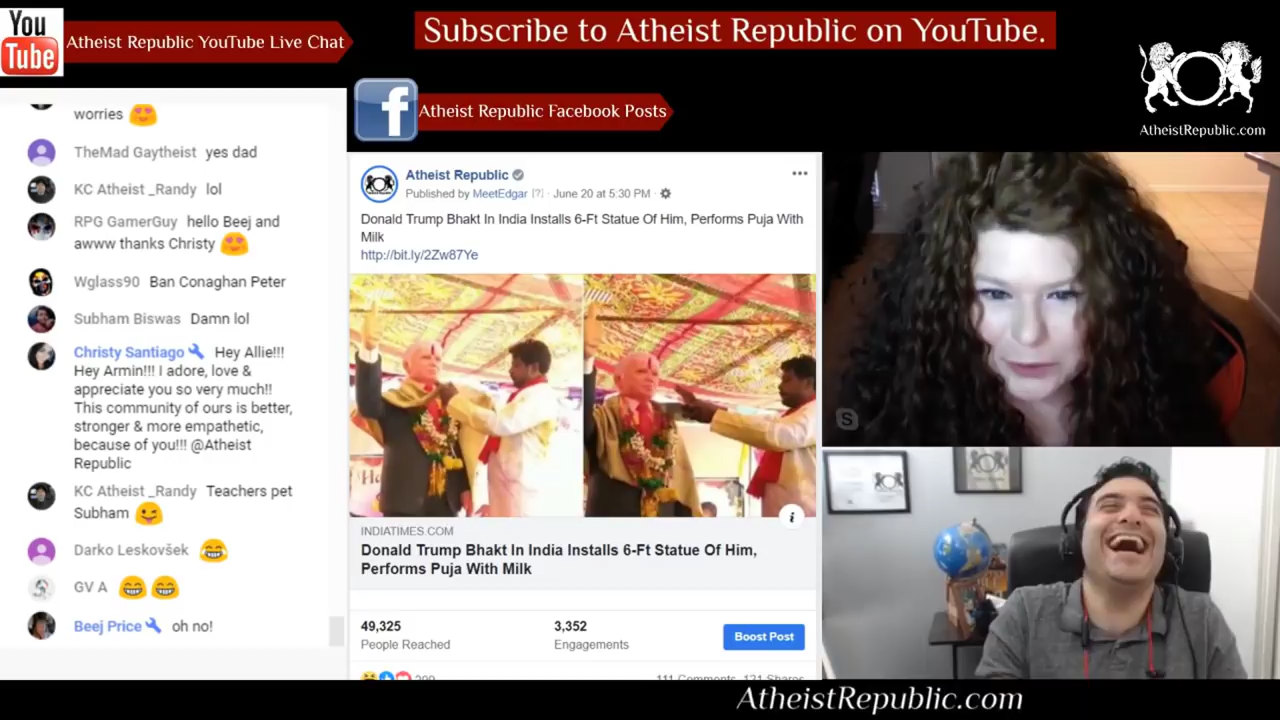 You
Tube
Atheist Republic YouTube Live Chat
Subscribe to Atheist Republic on YouTube.
AtheistRepublic.com
f
Atheist Republic Facebook Posts
worries 😍
TheMad Gaytheist yes dad
KC Atheist _Randy lol
RPG GamerGuy hello Beej and
awww thanks Christy 😍
Wglass90 Ban Conaghan Peter
Subham Biswas Damn lol
Christy Santiago Hey Allie!!!
Hey Armin!!! I adore, love &
appreciate you so very much!!
This community of ours is better,
stronger & more empathetic,
because of you!!! @Atheist
Republic
KC Atheist _Randy Teachers pet
Subham 😜
Darko Leskovšek 😂
GV A 😂😂
Beej Price oh no!
Atheist Republic
Published by MeetEdgar [?] · June 20 at 5:30 PM ·
Donald Trump Bhakt In India Installs 6-Ft Statue Of Him, Performs Puja With
Milk
http://bit.ly/2Zw87Ye
i
INDIATIMES.COM
Donald Trump Bhakt In India Installs 6-Ft Statue Of Him,
Performs Puja With Milk
49,325
People Reached
3,352
Engagements
Boost Post
299
111 Comments 121 Shares
S
AtheistRepublic.com